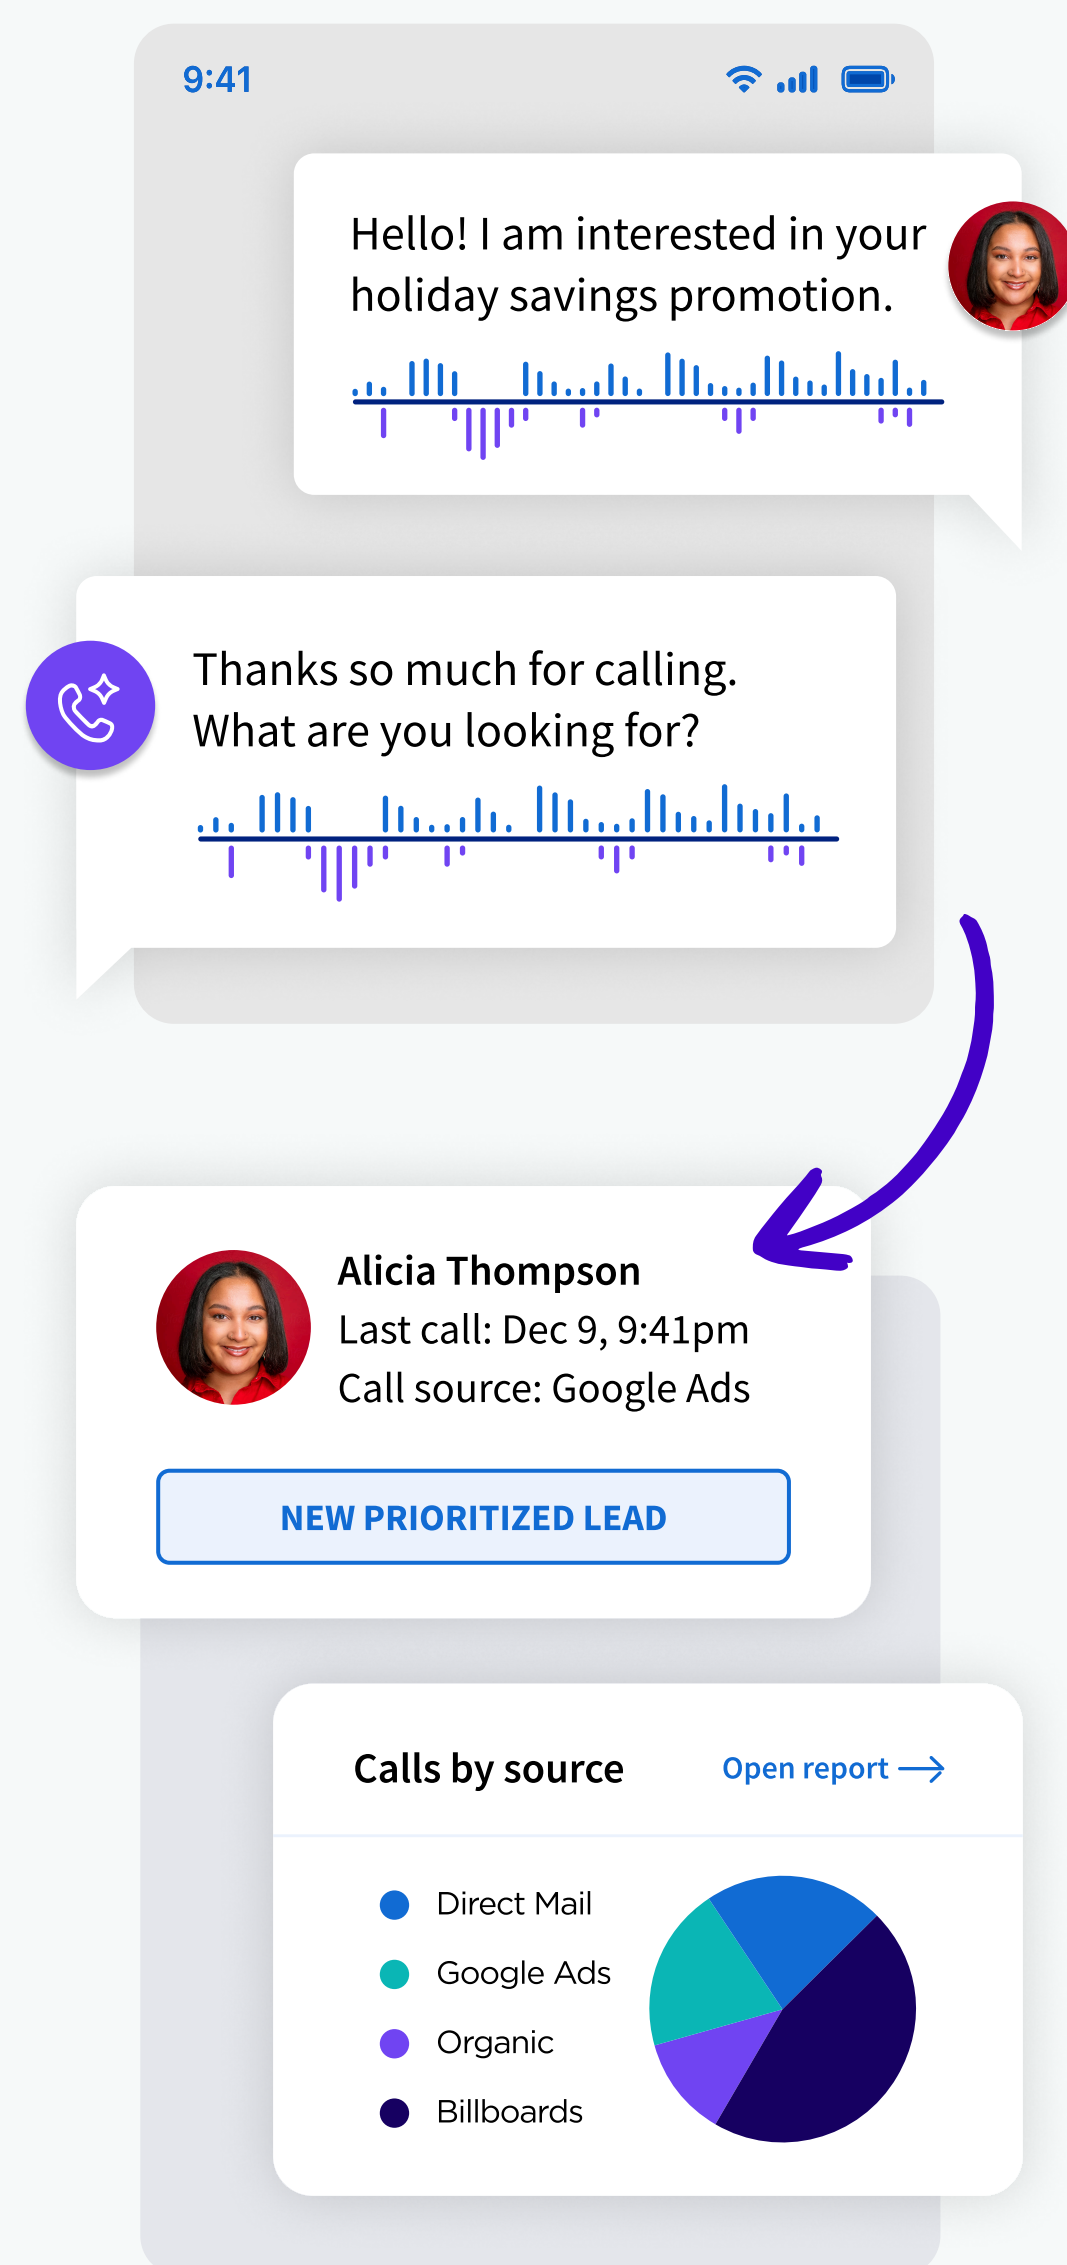 9:41
Hello! I am interested in your
holiday savings promotion.
Thanks so much for calling.
What are you looking for?
Alicia Thompson
Last call: Dec 9, 9:41pm
Call source: Google Ads
NEW PRIORITIZED LEAD
Calls by source
Open report
Direct Mail
Google Ads
Organic
Billboards